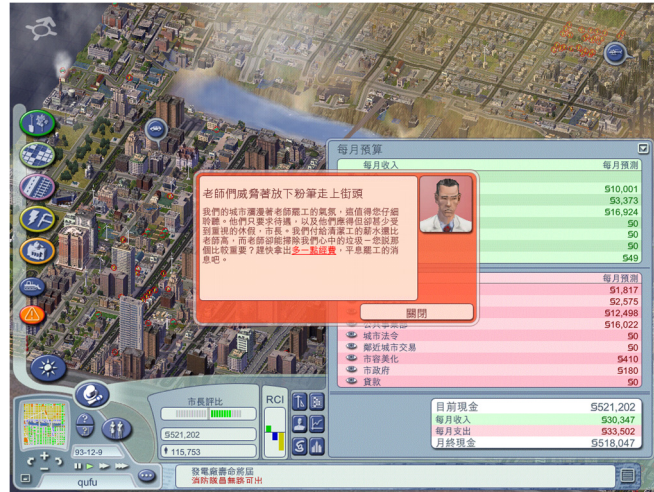 每月預算
每月收入 每月預測
$10,001
$3,373
$16,924
$0
$0
$0
$49
老師們威脅著放下粉筆走上街頭
我們的城市瀰漫著老師罷工的氣氛，這值得您仔細
聆聽。他們只要求待遇，以及他們應得但卻甚少受
到重視的休假，市長。我們付給清潔工的薪水還比
老師高，而老師卻能掃除我們心中的垃圾－您説那
個比較重要？趕快拿出多一點經費，平息罷工的消
息吧。
關閉
每月預測
$1,817
$2,575
$12,498
公共事業部 $16,022
城市法令 $0
鄰近城市交易 $0
市容美化 $410
市政府 $180
貸款 $0
目前現金 $521,202
每月收入 $30,347
每月支出 $33,502
月終現金 $518,047
市長評比
RCI
$521,202
115,753
93-12-9
qufu
發電廠壽命將屆
消防隊員無路可出